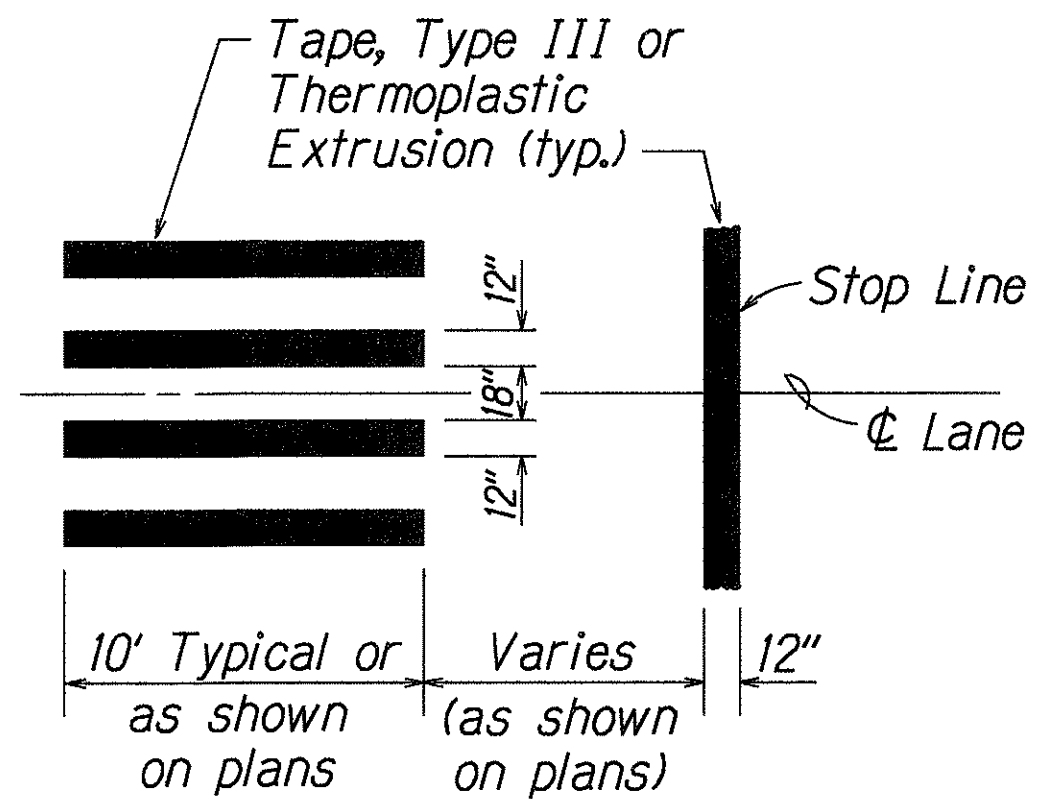 Tape, Type III or
Thermoplastic
Extrusion (typ.)
12"
18"
12"
Stop Line
℄ Lane
10' Typical or
as shown
on plans
Varies
(as shown
on plans)
12"